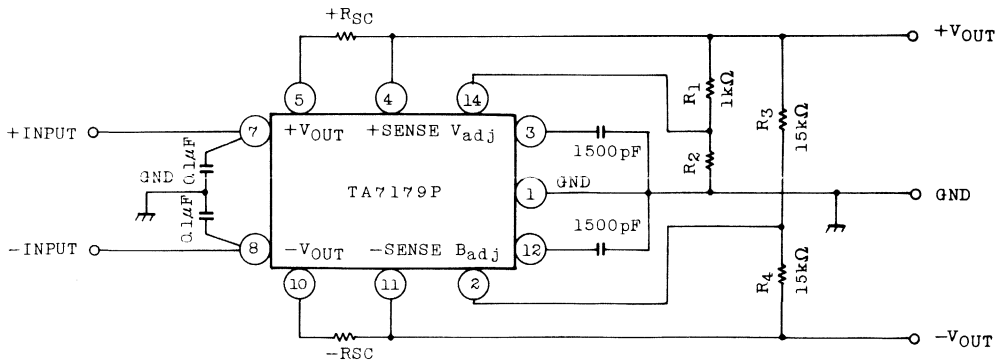 +RSC
+VOUT
5
4
14
R1
1kΩ
R3
15kΩ
+INPUT
7
+VOUT
+SENSE
Vadj
3
1500pF
R2
0.1μF
GND
TA7179P
1
GND
GND
0.1μF
1500pF
-INPUT
8
-VOUT
-SENSE
Badj
12
10
11
2
R4
15kΩ
-RSC
-VOUT